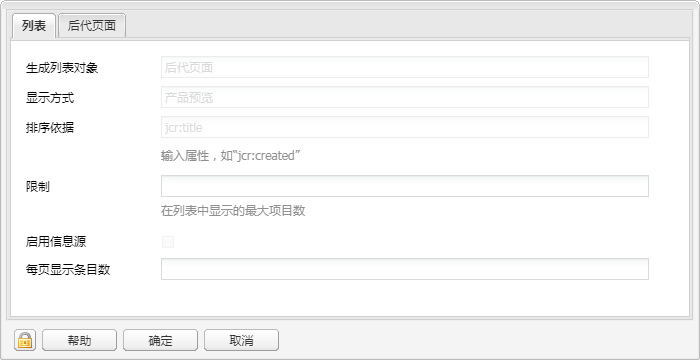 列表 后代页面
生成列表对象 后代页面
显示方式 产品预览
排序依据 jcr:title
输入属性，如“jcr:created”
限制
在列表中显示的最大项目数
启用信息源
每页显示条目数
帮助 确定 取消